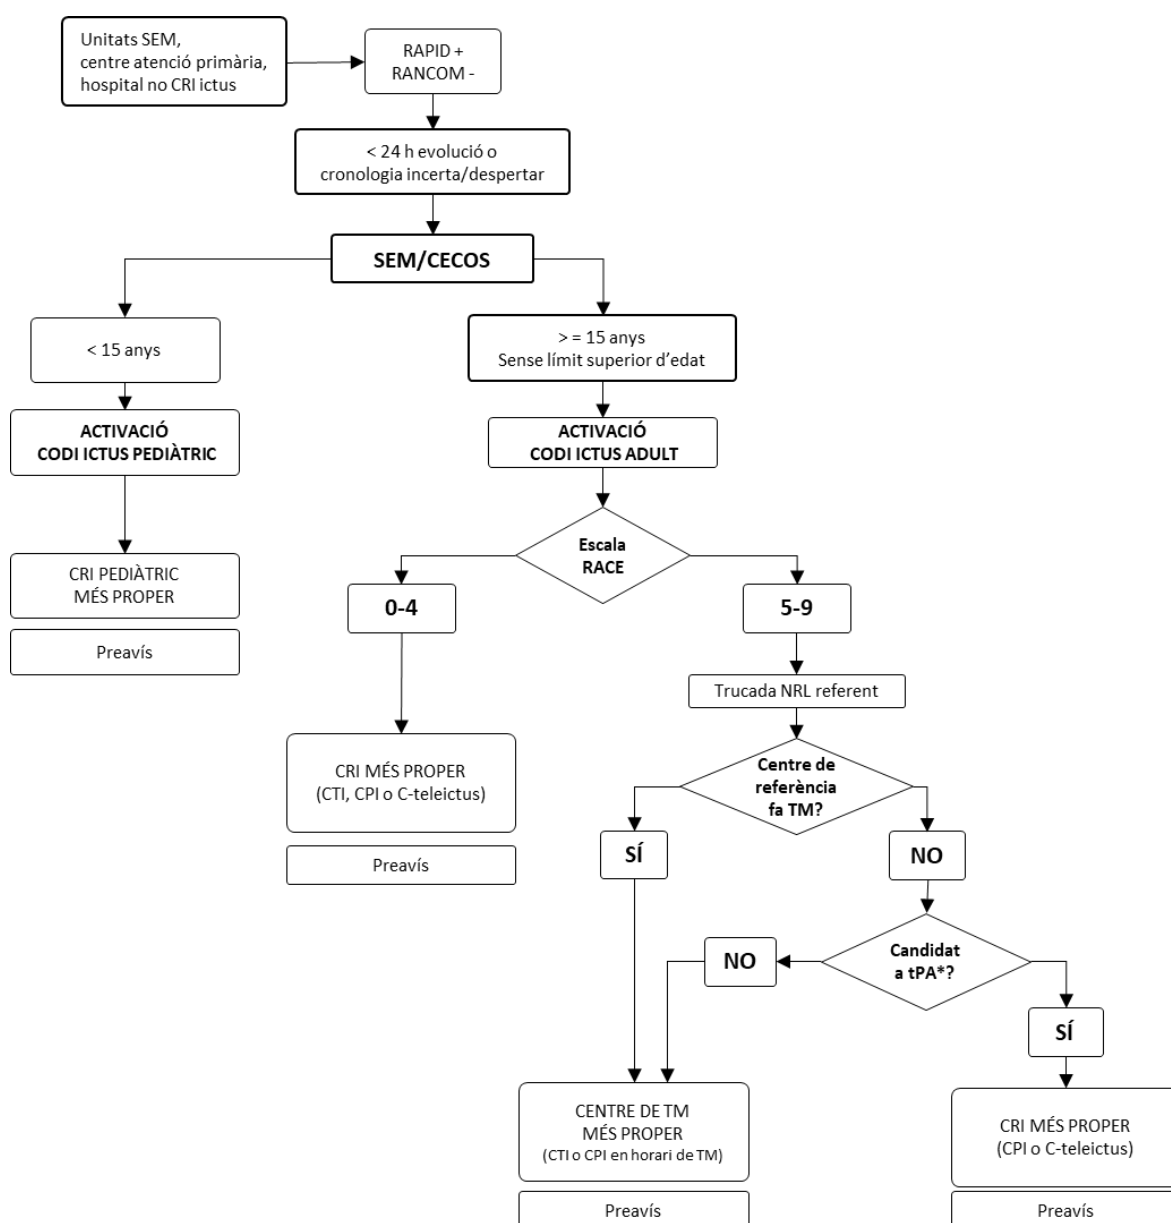 Unitats SEM,
centre atenció primària,
hospital no CRI ictus
RAPID +
RANCOM -
< 24 h evolució o
cronologia incerta/despertar
SEM/CECOS
< 15 anys
> = 15 anys
Sense límit superior d'edat
ACTIVACIÓ
CODI ICTUS PEDIÀTRIC
ACTIVACIÓ
CODI ICTUS ADULT
Escala
RACE
CRI PEDIÀTRIC
MÉS PROPER
Preavís
0-4
5-9
Trucada NRL referent
CRI MÉS PROPER
(CTI, CPI o C-teleictus)
Preavís
Centre de
referència
fa TM?
SÍ
NO
Candidat
a tPA*?
NO
SÍ
CENTRE DE TM
MÉS PROPER
(CTI o CPI en horari de TM)
Preavís
CRI MÉS PROPER
(CPI o C-teleictus)
Preavís